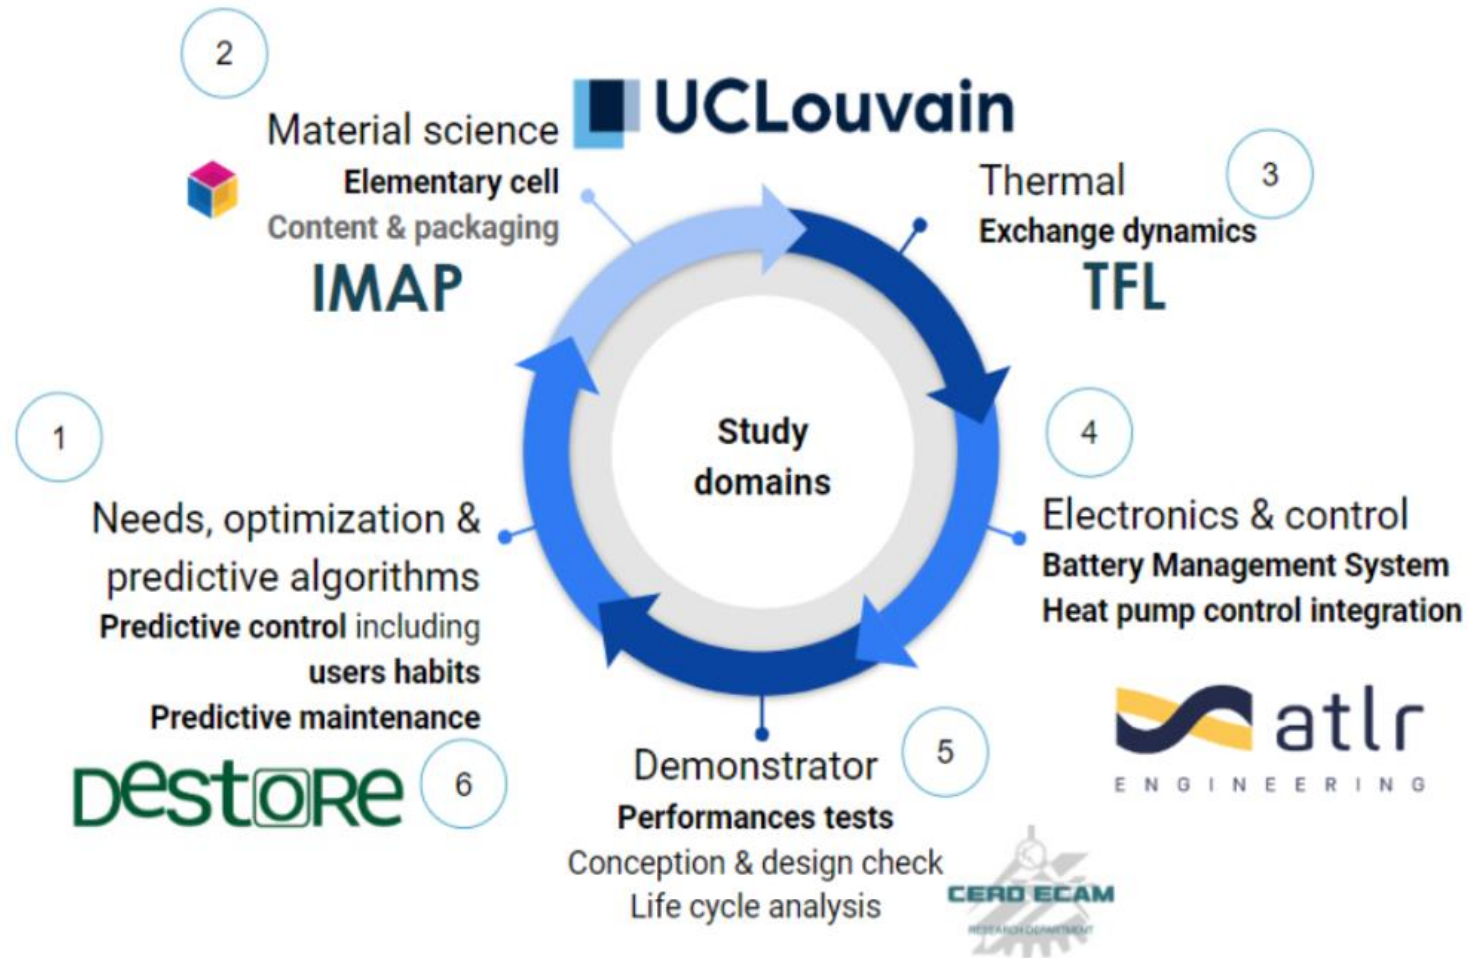 2
UCLouvain
Material science
Elementary cell
Content & packaging
IMAP
3
Thermal
Exchange dynamics
TFL
Study
domains
1
Needs, optimization &
predictive algorithms
Predictive control including
users habits
Predictive maintenance
DestoRe
6
4
Electronics & control
Battery Management System
Heat pump control integration
atlr
ENGINEERING
5
Demonstrator
Performances tests
Conception & design check
Life cycle analysis
CERD ECAM
RESEARCH DEPARTMENT